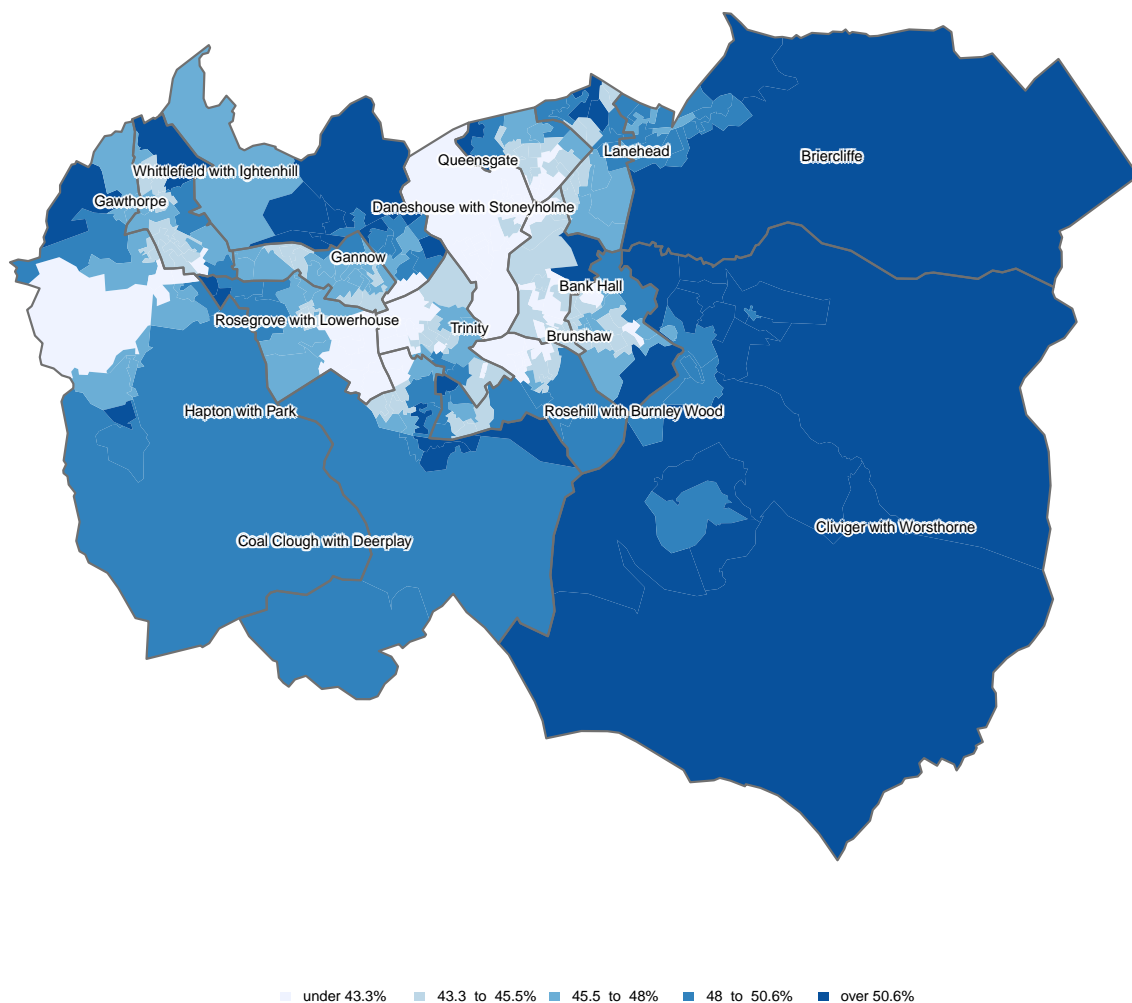 Lanehead
Briercliffe
Queensgate
Whittlefield with Ightenhill
Gawthorpe
Daneshouse with Stoneyholme
Gannow
Bank Hall
Rosegrove with Lowerhouse
Trinity
Brunshaw
Hapton with Park
Rosehill with Burnley Wood
Cliviger with Worsthorne
Coal Clough with Deerplay
under 43.3% 43.3 to 45.5% 45.5 to 48% 48 to 50.6% over 50.6%